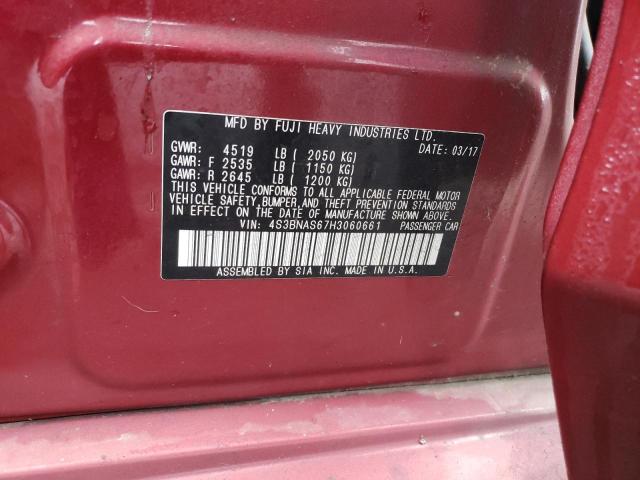 MFD BY FUJI HEAVY INDUSTRIES LTD.
GVWR: 4519 LB [ 2050 KG] DATE: 03/17
GAWR: F 2535 LB [ 1150 KG]
GAWR: R 2645 LB [ 1200 KG]
THIS VEHICLE CONFORMS TO ALL APPLICABLE FEDERAL MOTOR
VEHICLE SAFETY,BUMPER,AND THEFT PREVENTION STANDARDS
IN EFFECT ON THE DATE OF MANUFACTURE SHOWN ABOVE.
VIN: 4S3BNAS67H3060661 PASSENGER CAR
ASSEMBLED BY SIA INC. MADE IN U.S.A.